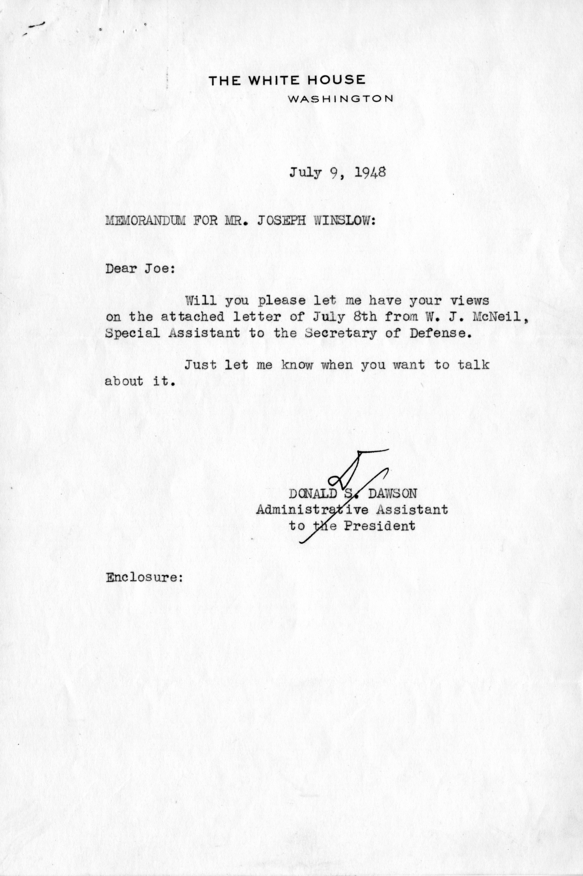 THE WHITE HOUSE
WASHINGTON
July 9, 1948
MEMORANDUM FOR MR. JOSEPH WINSLOW:
Dear Joe:
Will you please let me have your views
on the attached letter of July 8th from W. J. McNeil,
Special Assistant to the Secretary of Defense.
Just let me know when you want to talk
about it.
DONALD S. DAWSON
Administrative Assistant
to the President
Enclosure: